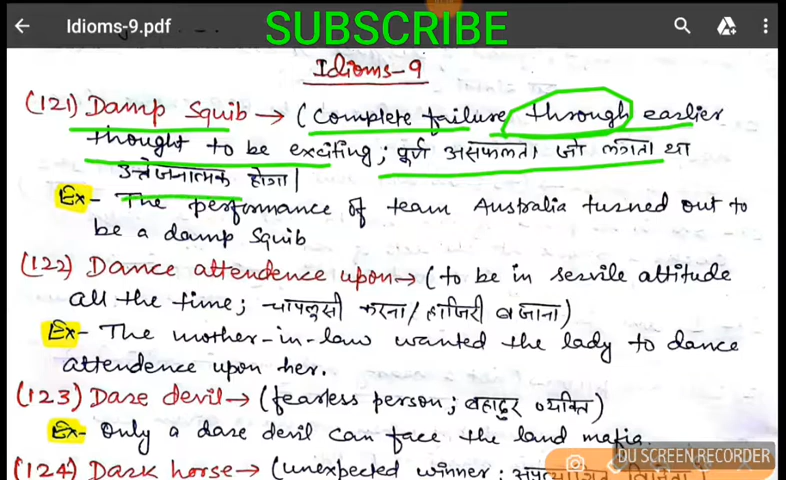 Idioms-9.pdf
SUBSCRIBE
Idioms-9
(121) Damp Squib → (Complete failure through earlier
thought to be exciting; पूर्ण असफलता जो लगता था
उत्तेजनात्मक होगा।
Ex- The performance of team Australia turned out to
be a damp squib
(122) Dance attendence upon → (to be in servile attitude
all the time; चापलूसी करना/हाजिरी बजाना)
Ex- The mother-in-law wanted the lady to dance
attendence upon her.
(123) Dare devil → (fearless person; बहादुर व्यक्ति)
Ex- Only a dare devil can face the land mafia.
DU SCREEN RECORDER
(124) Dark horse → (unexpected winner;